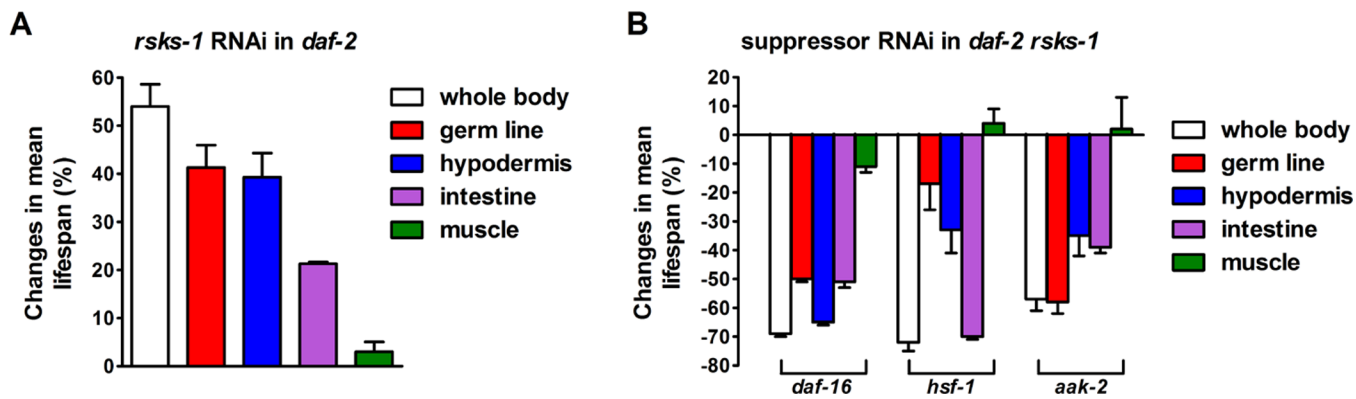 A
rsks-1 RNAi in daf-2
Changes in mean
lifespan (%)
60
50
40
30
20
10
0
whole body
germ line
hypodermis
intestine
muscle
B
suppressor RNAi in daf-2 rsks-1
Changes in mean
lifespan (%)
20
10
0
-10
-20
-30
-40
-50
-60
-70
-80
daf-16
hsf-1
aak-2
whole body
germ line
hypodermis
intestine
muscle